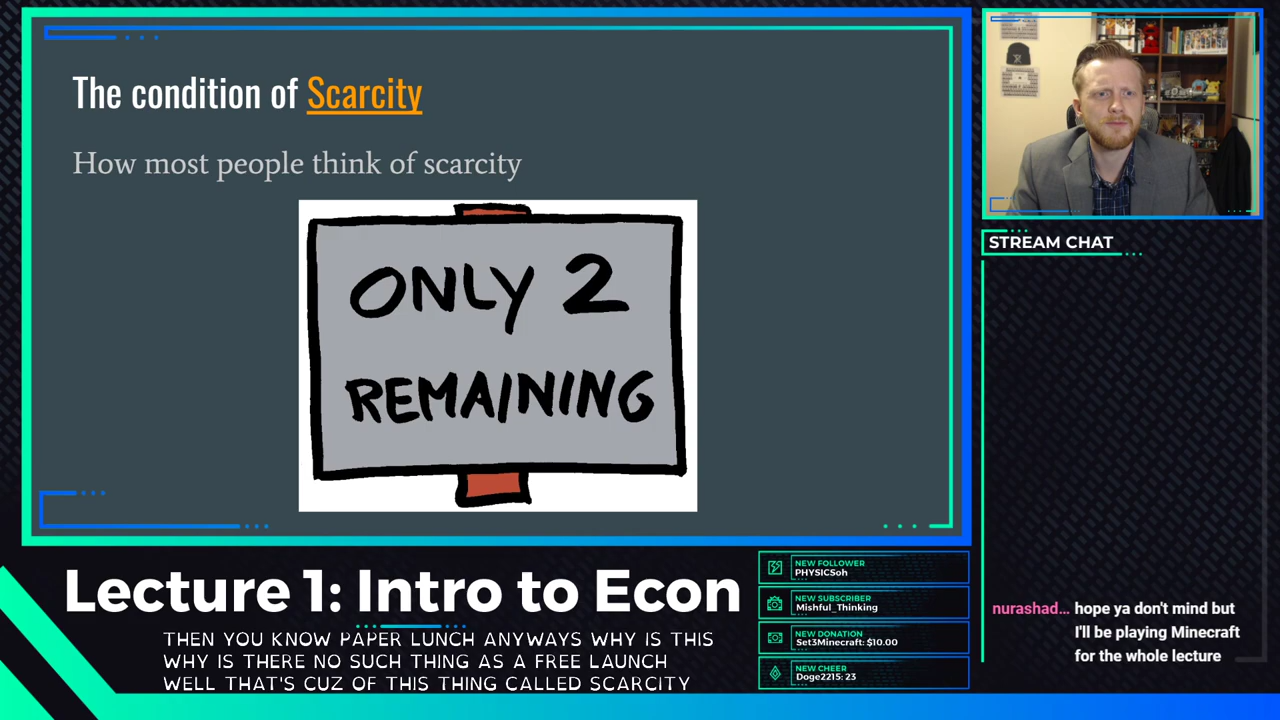 The condition of Scarcity
How most people think of scarcity
ONLY 2
REMAINING
STREAM CHAT
nurashad... hope ya don't mind but
I'll be playing Minecraft
for the whole lecture
Lecture 1: Intro to Econ
THEN YOU KNOW PAPER LUNCH ANYWAYS WHY IS THIS
WHY IS THERE NO SUCH THING AS A FREE LAUNCH
WELL THAT'S CUZ OF THIS THING CALLED SCARCITY
NEW FOLLOWER
PHYSICSoh
NEW SUBSCRIBER
Mishful_Thinking
NEW DONATION
Set3Minecraft: $10.00
NEW CHEER
Doge2215: 23